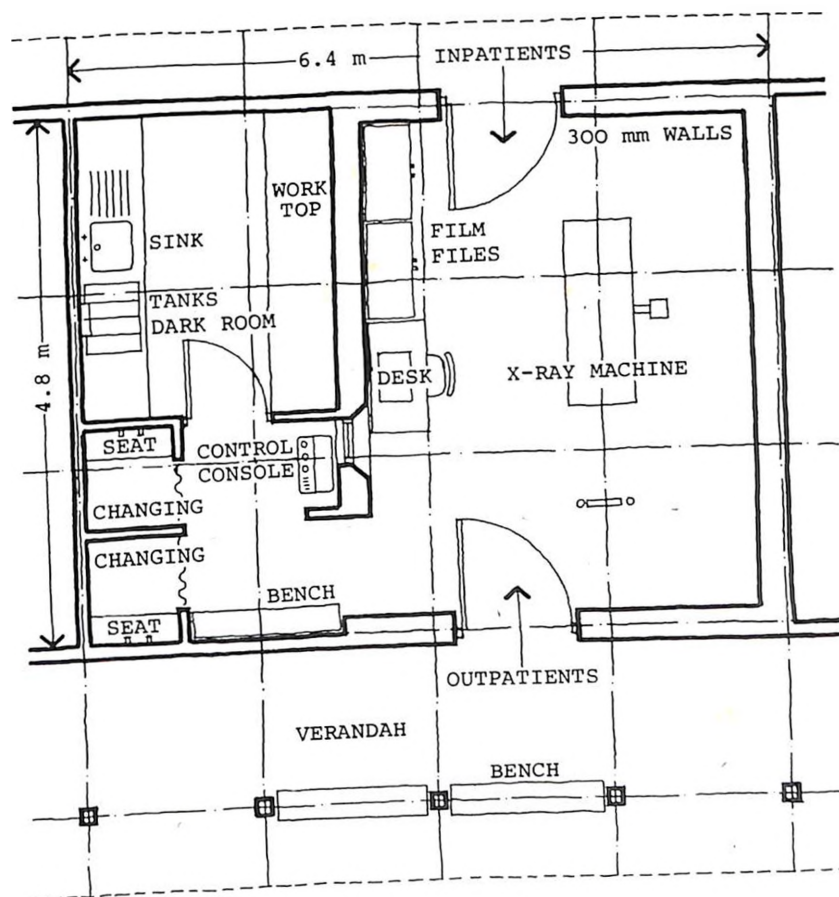 6.4 m
INPATIENTS
300 mm WALLS
WORK
TOP
SINK
FILM
FILES
TANKS
DARK ROOM
4.8 m
DESK
X-RAY MACHINE
SEAT
CONTROL
CONSOLE
CHANGING
CHANGING
BENCH
SEAT
OUTPATIENTS
VERANDAH
BENCH